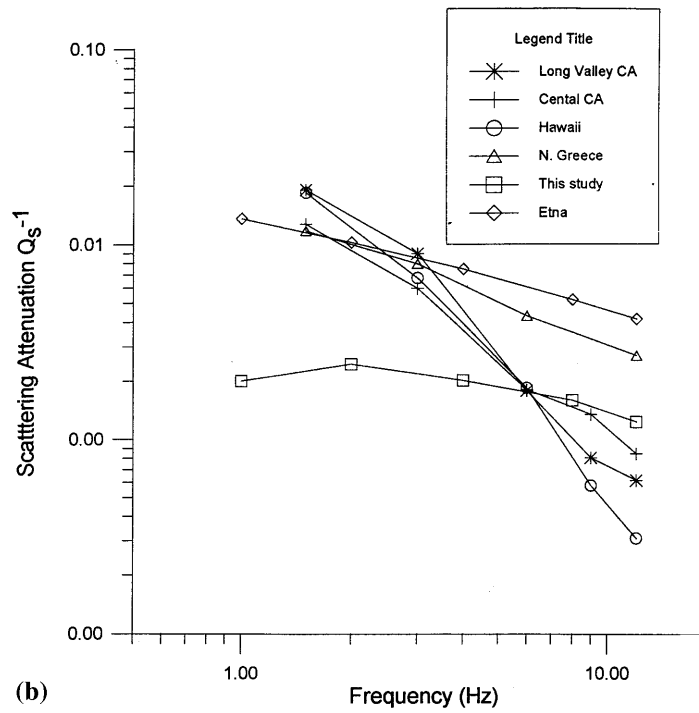 Legend Title
Long Valley CA
Cental CA
Hawaii
N. Greece
This study
Etna
0.10
0.01
0.00
0.00
Scatttering Attenuation Qs-1
1.00
10.00
Frequency (Hz)
(b)